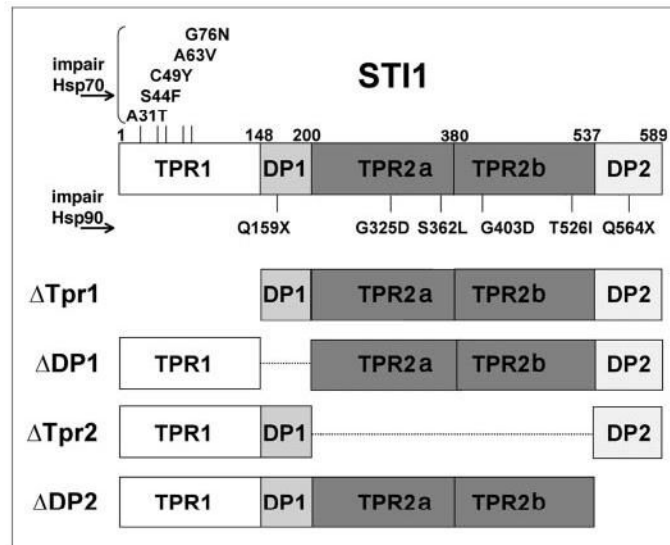 G76N
A63V
C49Y
S44F
A31T
impair
Hsp70
STI1
1 148 200 380 537 589
TPR1 DP1 TPR2a TPR2b DP2
impair
Hsp90
Q159X G325D S362L G403D T526I Q564X
ΔTpr1 DP1 TPR2a TPR2b DP2
ΔDP1 TPR1 TPR2a TPR2b DP2
ΔTpr2 TPR1 DP1 DP2
ΔDP2 TPR1 DP1 TPR2a TPR2b